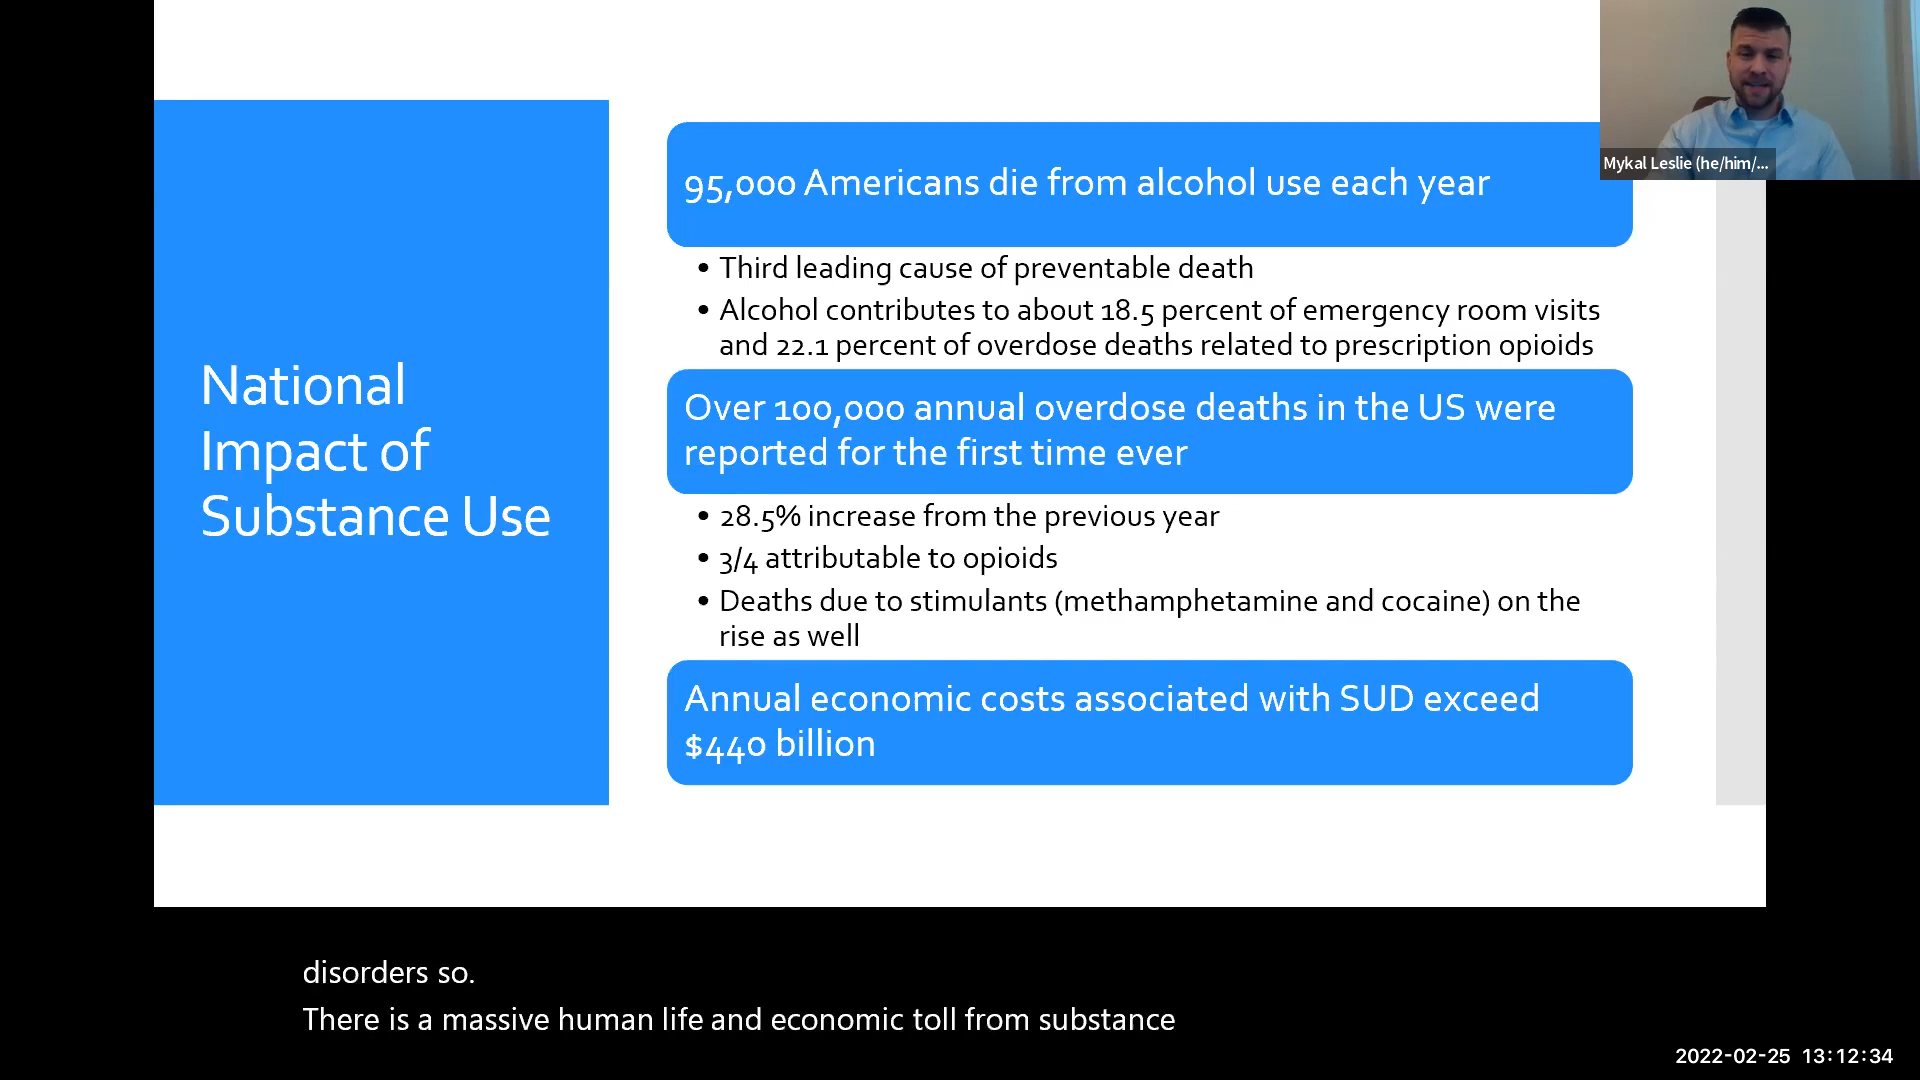 National
Impact of
Substance Use
95,000 Americans die from alcohol use each year
• Third leading cause of preventable death
• Alcohol contributes to about 18.5 percent of emergency room visits
and 22.1 percent of overdose deaths related to prescription opioids
Over 100,000 annual overdose deaths in the US were
reported for the first time ever
• 28.5% increase from the previous year
• 3/4 attributable to opioids
• Deaths due to stimulants (methamphetamine and cocaine) on the
rise as well
Annual economic costs associated with SUD exceed
$440 billion
Mykal Leslie (he/him/...
disorders so.
There is a massive human life and economic toll from substance
2022-02-25 13:12:34